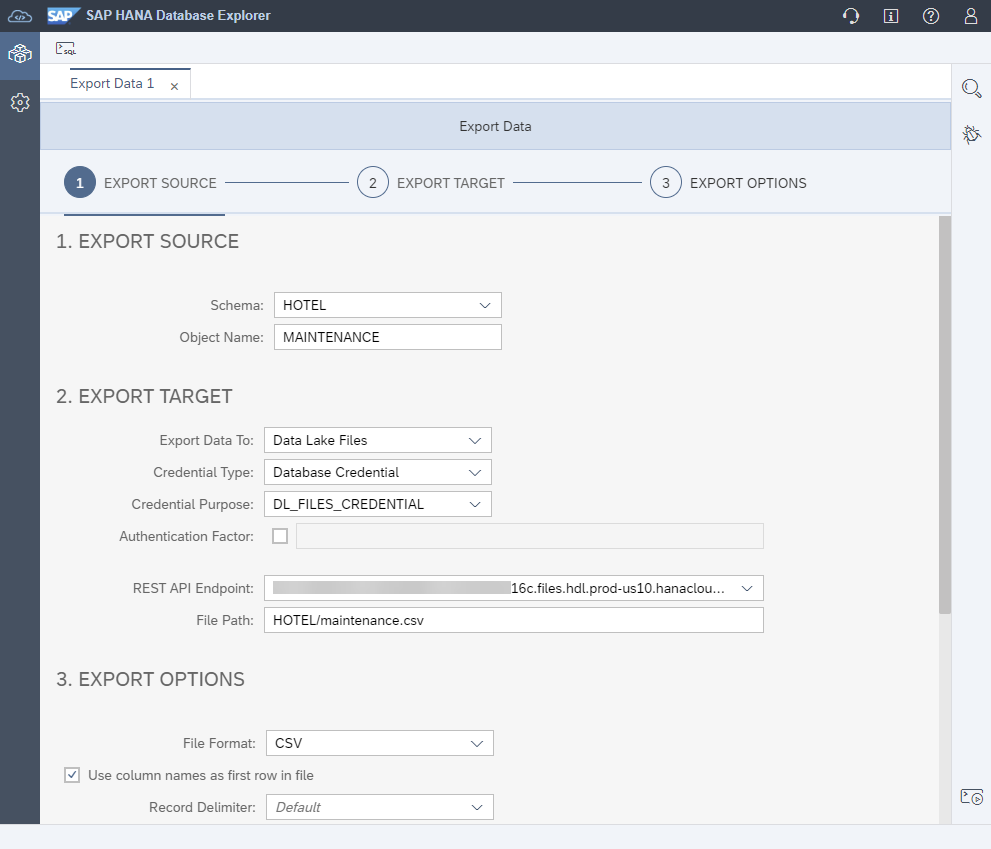 SAP SAP HANA Database Explorer
SQL
Export Data 1
Export Data
1 EXPORT SOURCE 2 EXPORT TARGET 3 EXPORT OPTIONS
1. EXPORT SOURCE
Schema: HOTEL
Object Name: MAINTENANCE
2. EXPORT TARGET
Export Data To: Data Lake Files
Credential Type: Database Credential
Credential Purpose: DL_FILES_CREDENTIAL
Authentication Factor:
REST API Endpoint: 16c.files.hdl.prod-us10.hanaclou...
File Path: HOTEL/maintenance.csv
3. EXPORT OPTIONS
File Format: CSV
Use column names as first row in file
Record Delimiter: Default